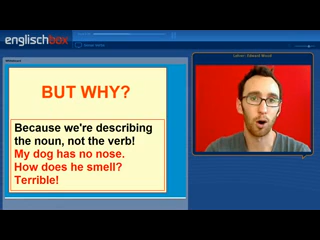 englischbox
BUT WHY?
Because we're describing
the noun, not the verb!
My dog has no nose.
How does he smell?
Terrible!